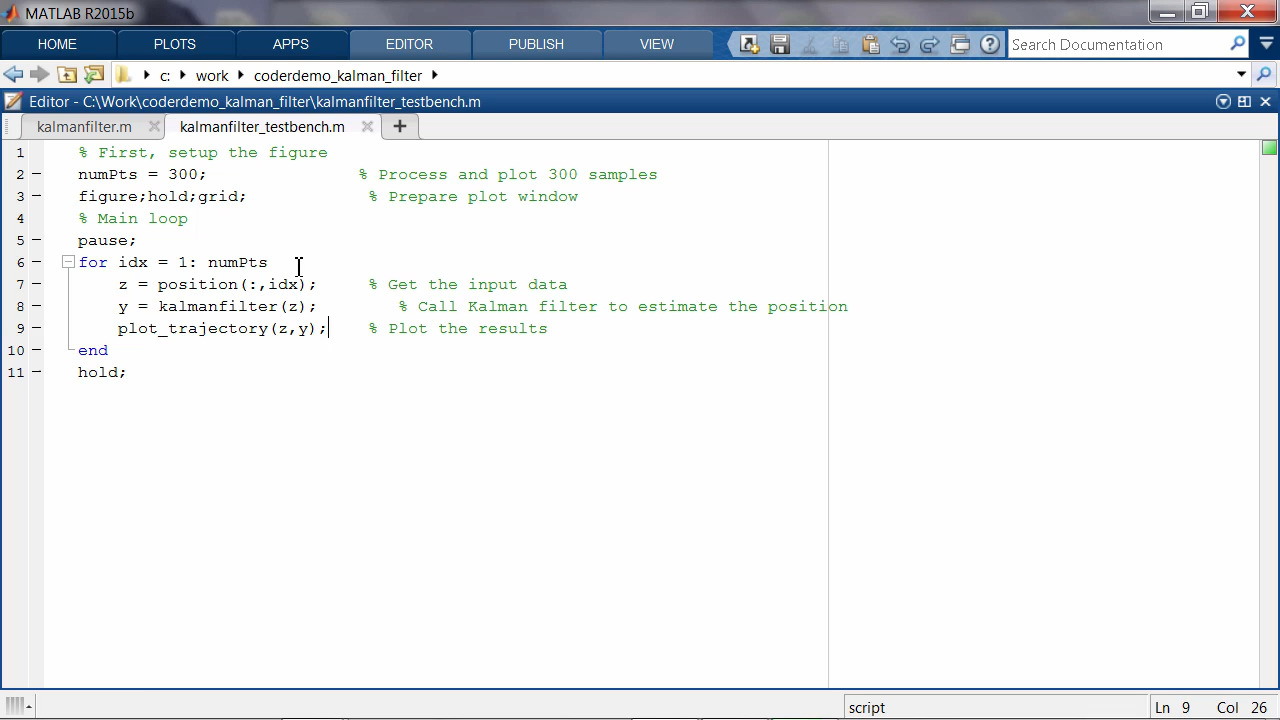 MATLAB R2015b
HOME PLOTS APPS EDITOR PUBLISH VIEW Search Documentation
c: work coderdemo_kalman_filter
Editor - C:\Work\coderdemo_kalman_filter\kalmanfilter_testbench.m
kalmanfilter.m kalmanfilter_testbench.m
1 % First, setup the figure
2 numPts = 300; % Process and plot 300 samples
3 figure;hold;grid; % Prepare plot window
4 % Main loop
5 pause;
6 for idx = 1: numPts
7 z = position(:,idx); % Get the input data
8 y = kalmanfilter(z); % Call Kalman filter to estimate the position
9 plot_trajectory(z,y); % Plot the results
10 end
11 hold;
script Ln 9 Col 26